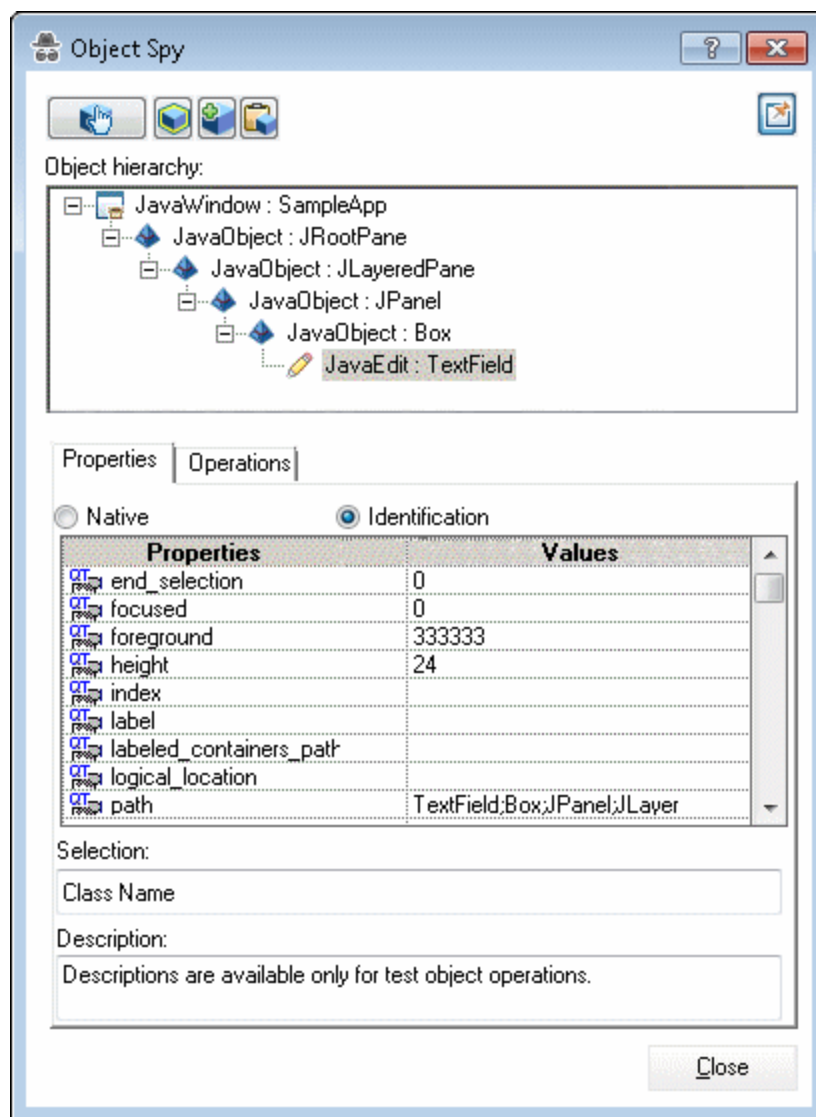 Object Spy
Object hierarchy:
JavaWindow : SampleApp
JavaObject : JRootPane
JavaObject : JLayeredPane
JavaObject : JPanel
JavaObject : Box
JavaEdit : TextField
Properties Operations
Native Identification
Properties Values
end_selection 0
focused 0
foreground 333333
height 24
index
label
labeled_containers_path
logical_location
path TextField;Box;JPanel;JLayer
Selection:
Class Name
Description:
Descriptions are available only for test object operations.
Close